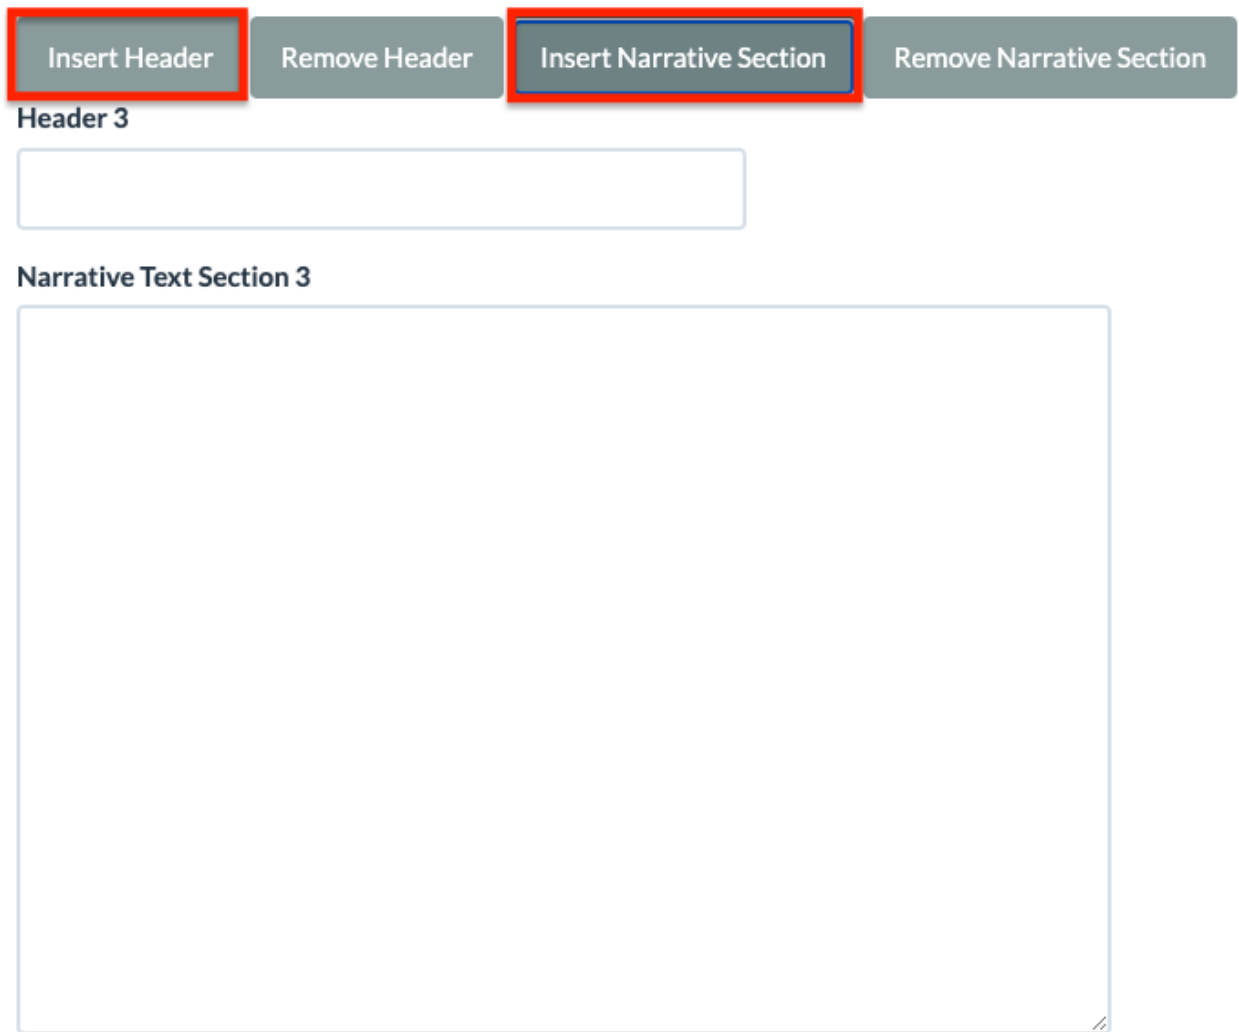 Insert Header Remove Header Insert Narrative Section Remove Narrative Section
Header 3
Narrative Text Section 3